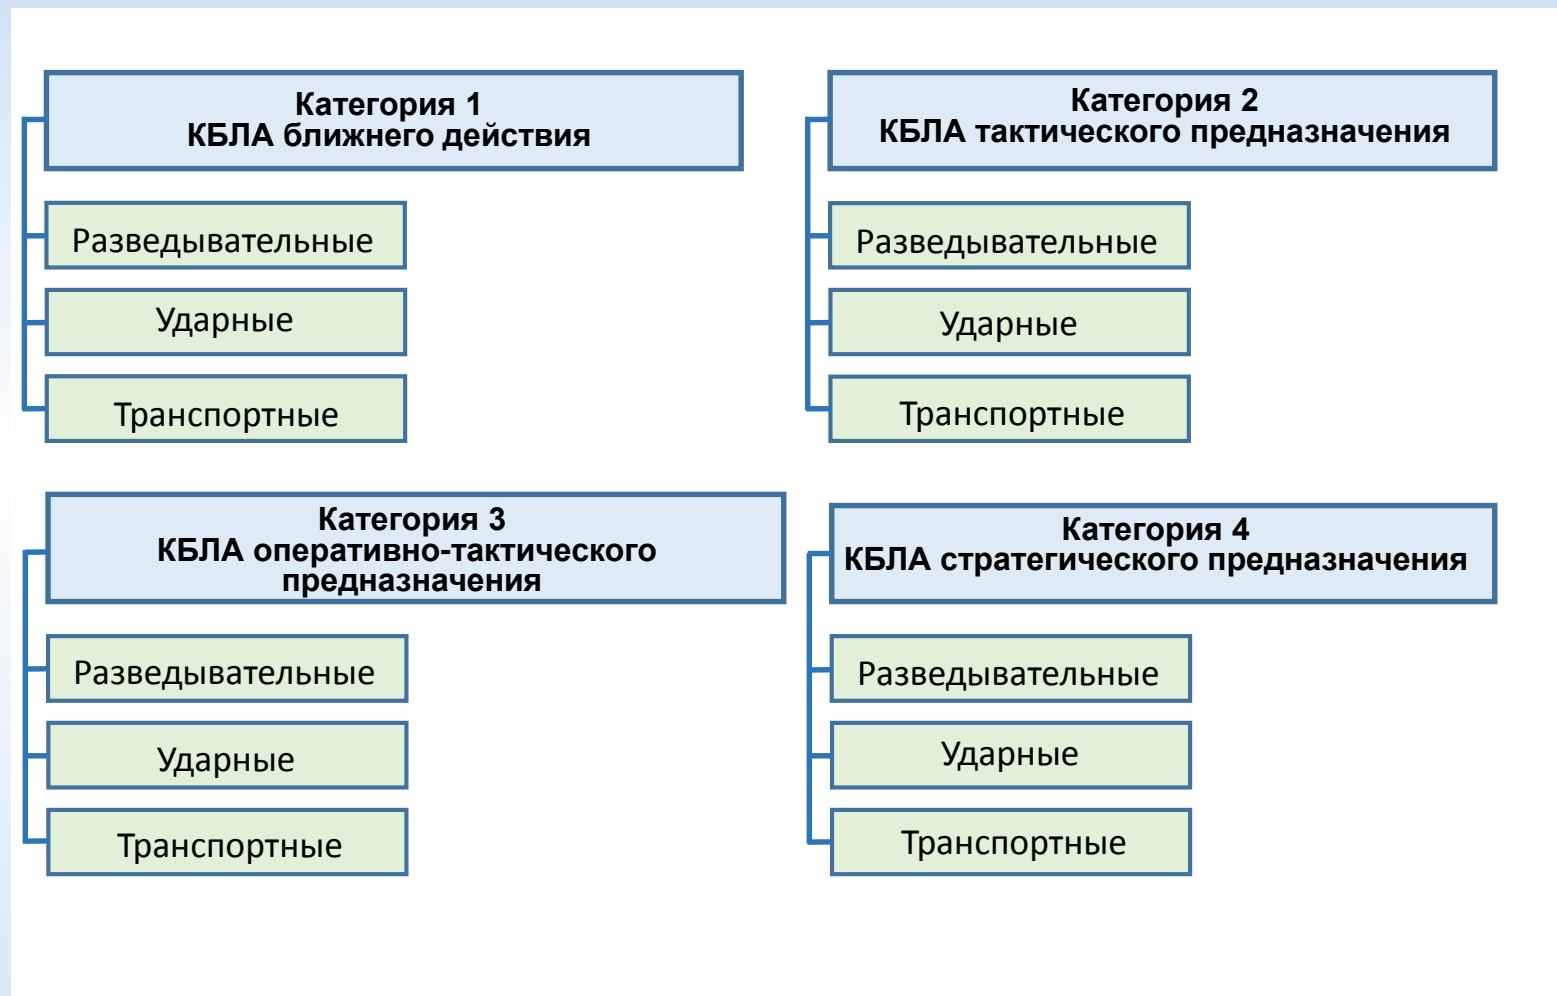 Категория 1
КБЛА ближнего действия
Разведывательные
Ударные
Транспортные
Категория 2
КБЛА тактического предназначения
Разведывательные
Ударные
Транспортные
Категория 3
КБЛА оперативно-тактического
предназначения
Разведывательные
Ударные
Транспортные
Категория 4
КБЛА стратегического предназначения
Разведывательные
Ударные
Транспортные